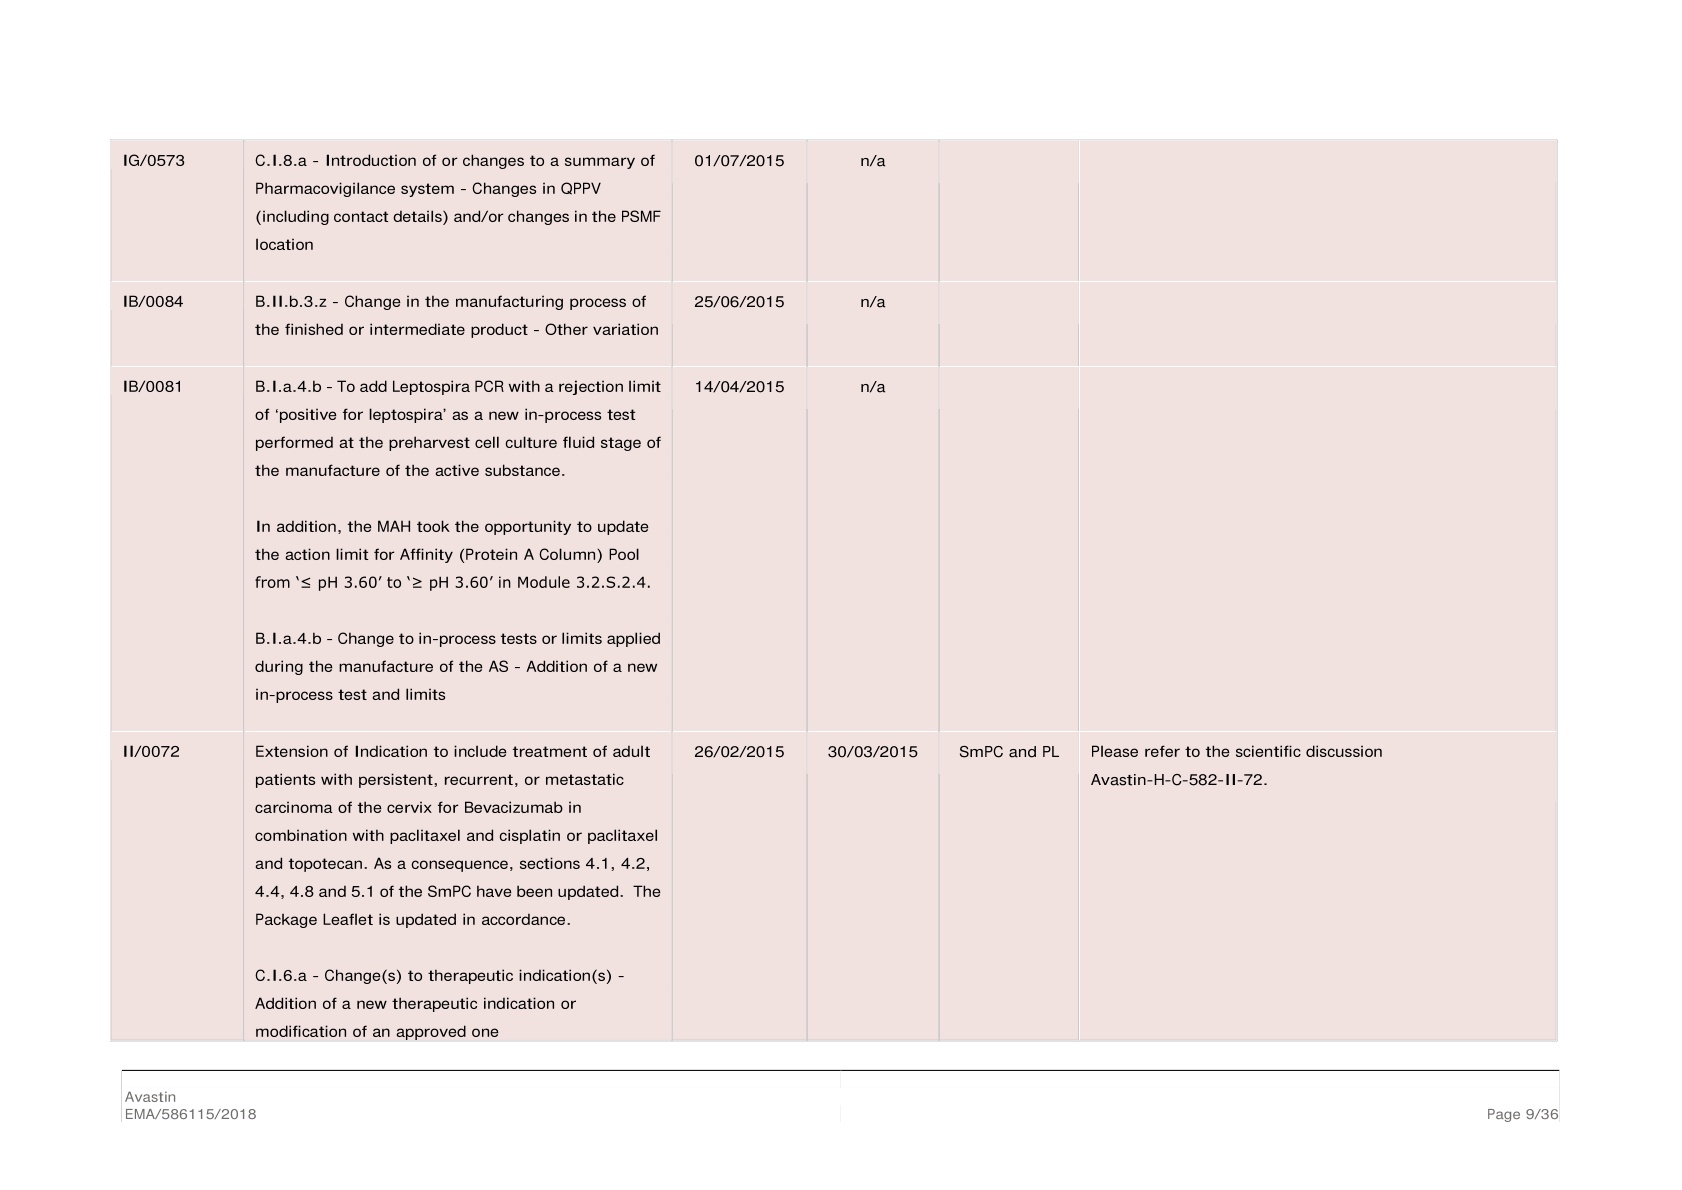 IG/0573
C.I.8.a - Introduction of or changes to a summary of
Pharmacovigilance system - Changes in QPPV
(including contact details) and/or changes in the PSMF
location
01/07/2015
n/a
IB/0084
B.II.b.3.z - Change in the manufacturing process of
the finished or intermediate product - Other variation
25/06/2015
n/a
IB/0081
B.I.a.4.b - To add Leptospira PCR with a rejection limit
of ‘positive for leptospira’ as a new in-process test
performed at the preharvest cell culture fluid stage of
the manufacture of the active substance.
In addition, the MAH took the opportunity to update
the action limit for Affinity (Protein A Column) Pool
from ‘≤ pH 3.60’ to ‘≥ pH 3.60’ in Module 3.2.S.2.4.
B.I.a.4.b - Change to in-process tests or limits applied
during the manufacture of the AS - Addition of a new
in-process test and limits
14/04/2015
n/a
II/0072
Extension of Indication to include treatment of adult
patients with persistent, recurrent, or metastatic
carcinoma of the cervix for Bevacizumab in
combination with paclitaxel and cisplatin or paclitaxel
and topotecan. As a consequence, sections 4.1, 4.2,
4.4, 4.8 and 5.1 of the SmPC have been updated.  The
Package Leaflet is updated in accordance.
C.I.6.a - Change(s) to therapeutic indication(s) -
Addition of a new therapeutic indication or
modification of an approved one
26/02/2015
30/03/2015
SmPC and PL
Please refer to the scientific discussion
Avastin-H-C-582-II-72.
Avastin
EMA/586115/2018
Page 9/36